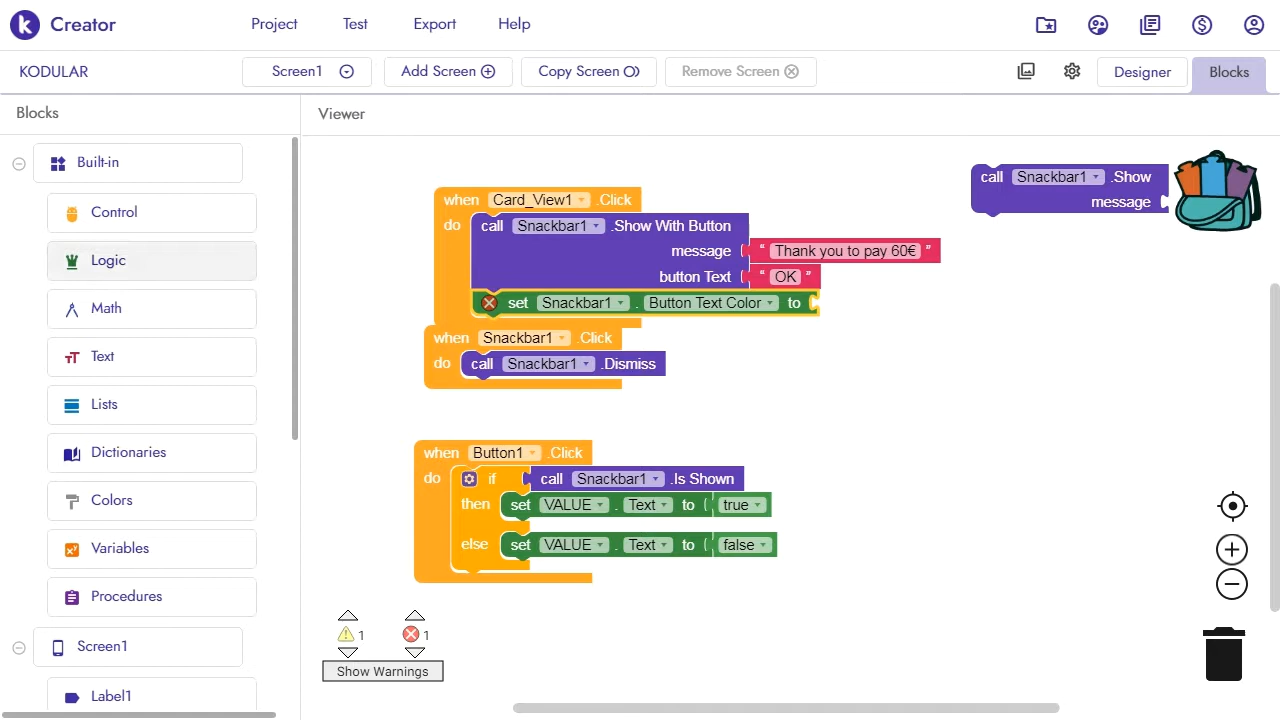 Creator
Project
Test
Export
Help
KODULAR
Screen1
Add Screen
Copy Screen
Remove Screen
Designer
Blocks
Blocks
Viewer
Built-in
Control
Logic
Math
Text
Lists
Dictionaries
Colors
Variables
Procedures
Screen1
Label1
when Card_View1 .Click
do call Snackbar1 .Show With Button
message " Thank you to pay 60€ "
button Text " OK "
set Snackbar1 . Button Text Color to
when Snackbar1 .Click
do call Snackbar1 .Dismiss
when Button1 .Click
do if call Snackbar1 .Is Shown
then set VALUE . Text to true
else set VALUE . Text to false
call Snackbar1 .Show
message
1
1
Show Warnings